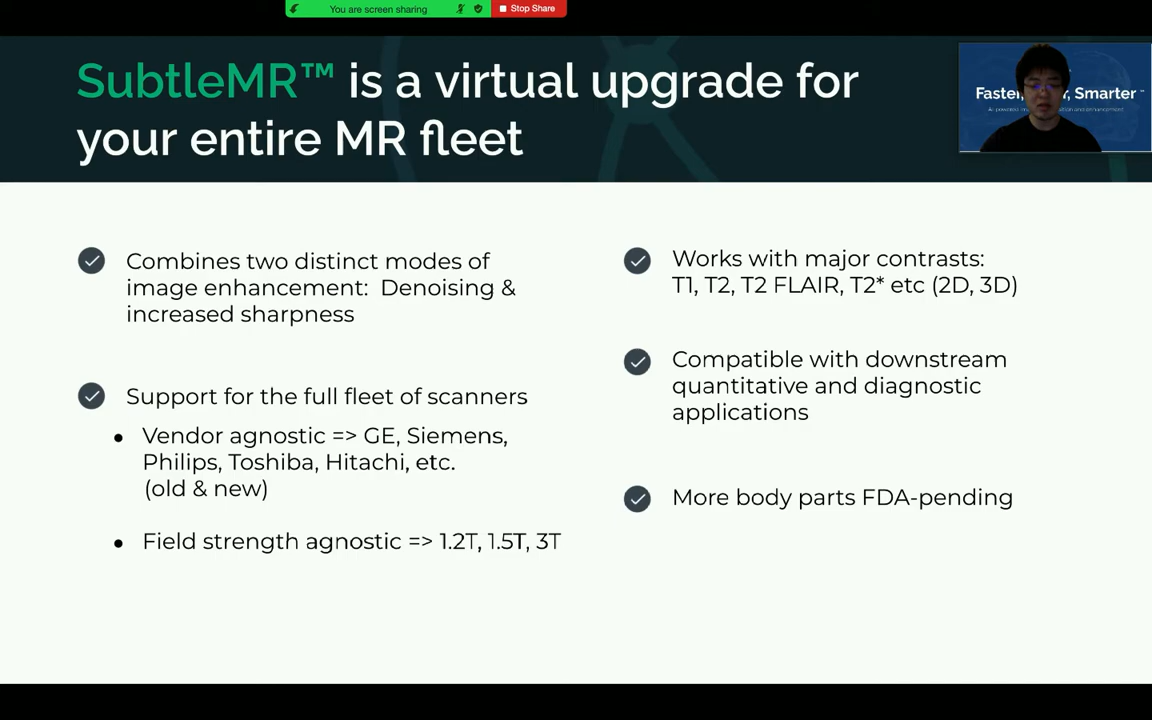 You are screen sharing
Stop Share
SubtleMR™ is a virtual upgrade for
your entire MR fleet
Combines two distinct modes of
image enhancement: Denoising &
increased sharpness
Support for the full fleet of scanners
Vendor agnostic => GE, Siemens,
Philips, Toshiba, Hitachi, etc.
(old & new)
Field strength agnostic => 1.2T, 1.5T, 3T
Works with major contrasts:
T1, T2, T2 FLAIR, T2* etc (2D, 3D)
Compatible with downstream
quantitative and diagnostic
applications
More body parts FDA-pending
Smarter